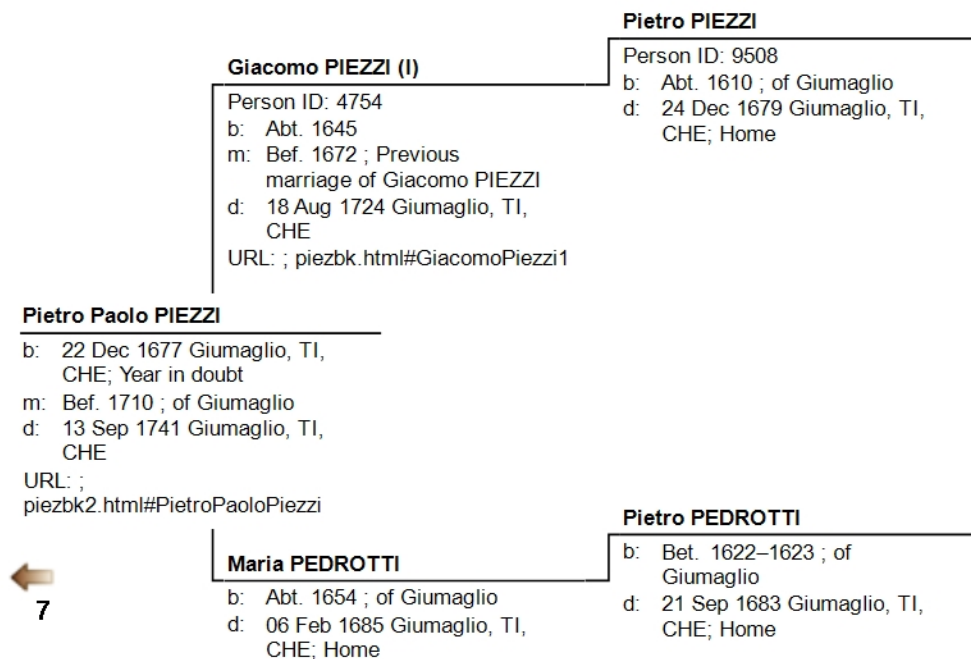 Pietro PIEZZI
Person ID: 9508
b: Abt. 1610 ; of Giumaglio
d: 24 Dec 1679 Giumaglio, TI,
CHE; Home
Giacomo PIEZZI (I)
Person ID: 4754
b: Abt. 1645
m: Bef. 1672 ; Previous
marriage of Giacomo PIEZZI
d: 18 Aug 1724 Giumaglio, TI,
CHE
URL: ; piezbk.html#GiacomoPiezzi1
Pietro Paolo PIEZZI
b: 22 Dec 1677 Giumaglio, TI,
CHE; Year in doubt
m: Bef. 1710 ; of Giumaglio
d: 13 Sep 1741 Giumaglio, TI,
CHE
URL: ;
piezbk2.html#PietroPaoloPiezzi
Pietro PEDROTTI
b: Bet. 1622–1623 ; of
Giumaglio
d: 21 Sep 1683 Giumaglio, TI,
CHE; Home
Maria PEDROTTI
b: Abt. 1654 ; of Giumaglio
d: 06 Feb 1685 Giumaglio, TI,
CHE; Home
7